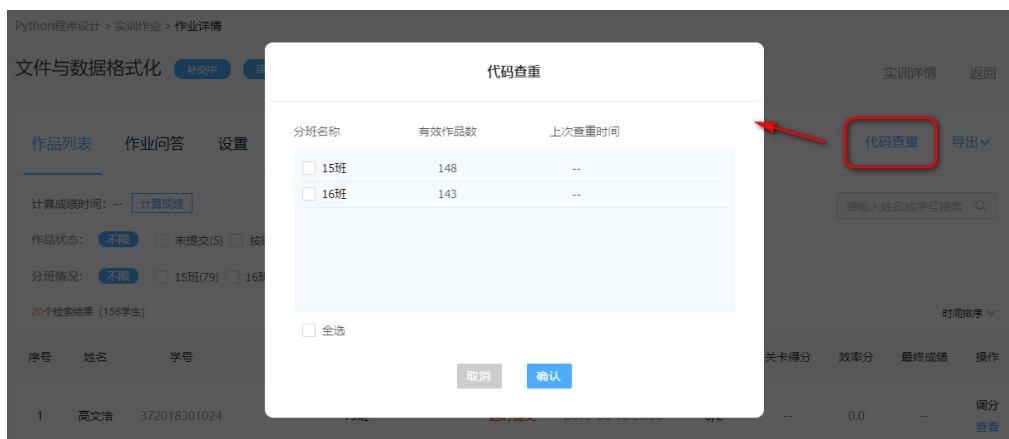 Python程序设计 > 实训作业 > 作业详情
文件与数据格式化 补交中 评
实训详情 返回
代码查重
作品列表 作业问答 设置
代码查重 导出
分班名称 有效作品数 上次查重时间
15班 148 --
16班 143 --
全选
取消 确认
计算成绩时间: -- 计算成绩
请输入姓名或学号搜索
作品状态: 不限 未提交(5) 按
分班情况: 不限 15班(79) 16班
20个检索结果 (156学生)
时间排序
序号 姓名 学号 关卡得分 效率分 最终成绩 操作
1 高文浩 372018301024 -- 0.0 -- 调分
查看